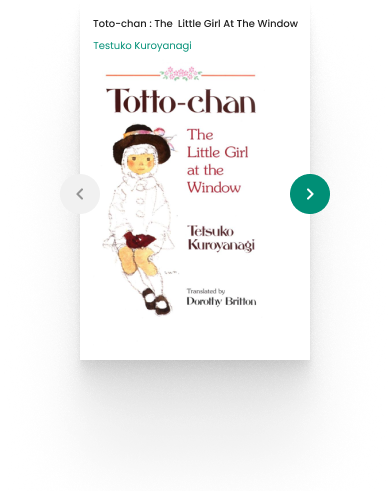 Toto-chan : The Little Girl At The Window
Testuko Kuroyanagi
Totto-chan
The
Little Girl
at the
Window
Tetsuko
Kuroyanagi
Translated by
Dorothy Britton